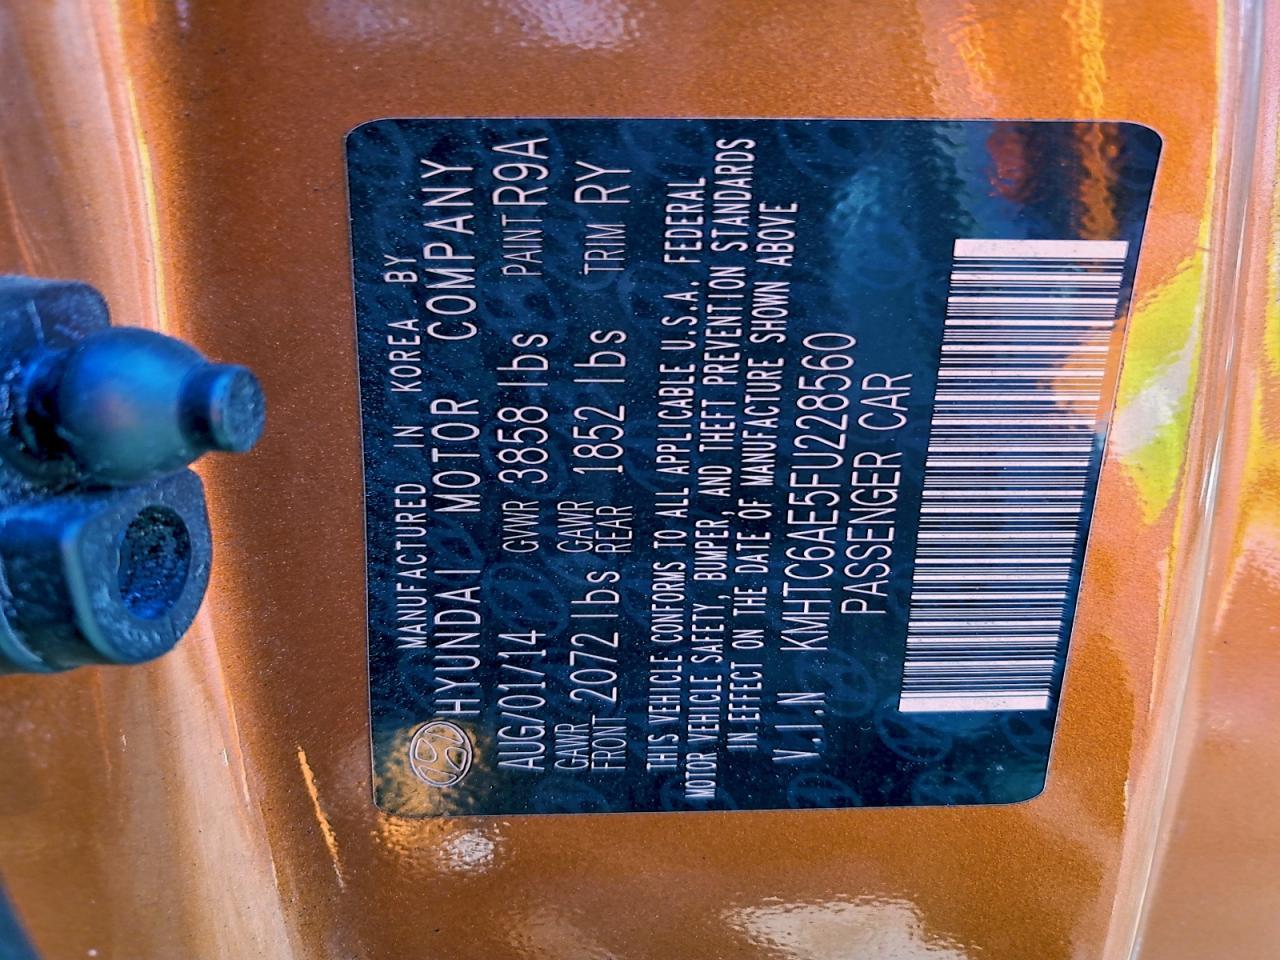 MANUFACTURED IN KOREA BY
HYUNDAI MOTOR COMPANY
AUG/01/14 GVWR 3858 lbs PAINT R9A
GAWR FRONT 2072 lbs GAWR REAR 1852 lbs TRIM RY
THIS VEHICLE CONFORMS TO ALL APPLICABLE U.S.A. FEDERAL
MOTOR VEHICLE SAFETY, BUMPER, AND THEFT PREVENTION STANDARDS
IN EFFECT ON THE DATE OF MANUFACTURE SHOWN ABOVE
V.I.N KMHTC6AE5FU228560
PASSENGER CAR